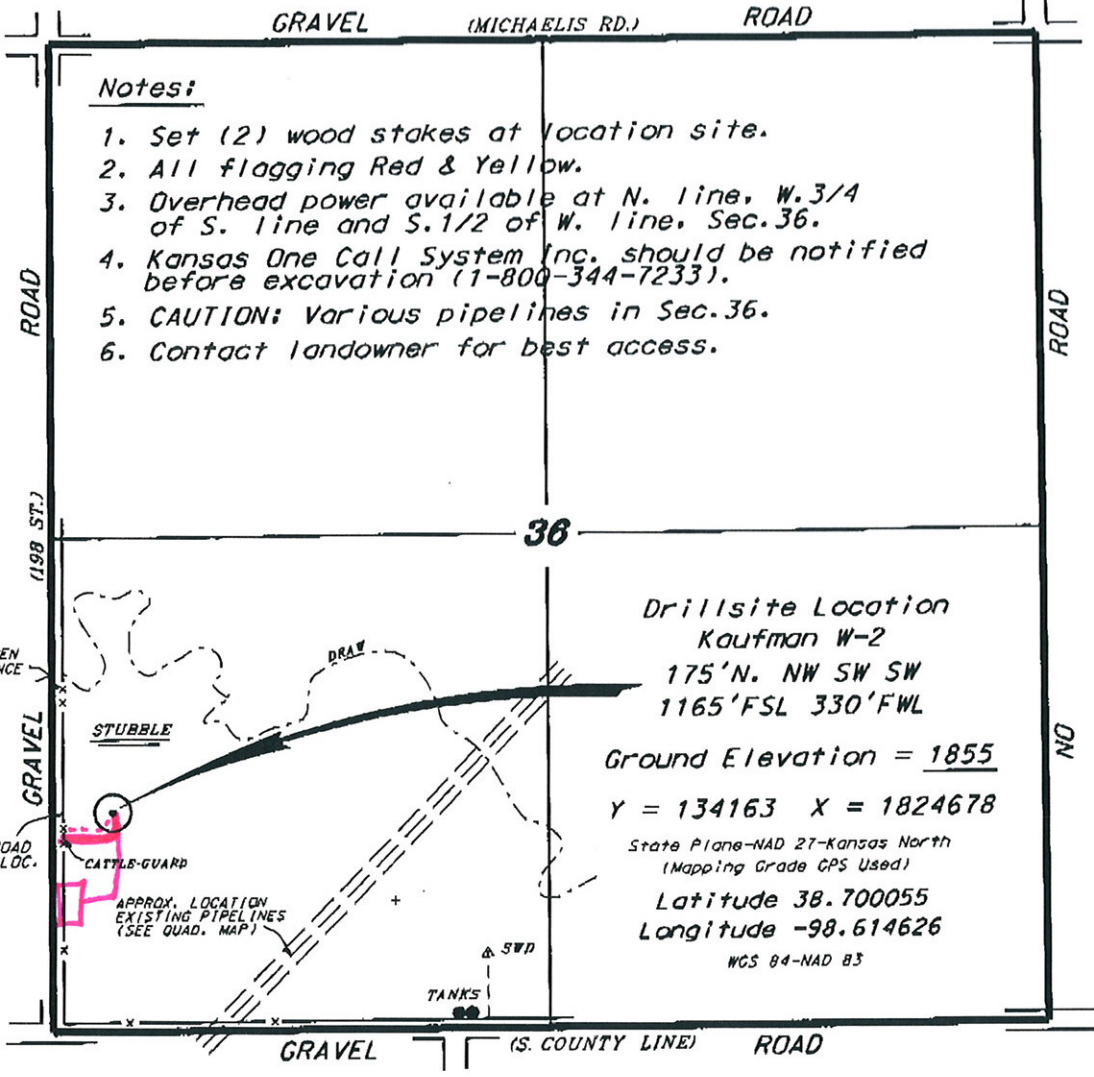 GRAVEL (MICHAELIS RD.) ROAD
Notes:
1. Set (2) wood stakes at location site.
2. All flagging Red & Yellow.
3. Overhead power available at N. line, W.3/4
of S. line and S.1/2 of W. line, Sec.36.
4. Kansas One Call System Inc. should be notified
before excavation (1-800-344-7233).
5. CAUTION: Various pipelines in Sec.36.
6. Contact landowner for best access.
ROAD
ROAD
(198 ST.)
36
Drillsite Location
Kaufman W-2
175'N. NW SW SW
1165'FSL 330'FWL
Ground Elevation = 1855
Y = 134163 X = 1824678
State Plane-NAD 27-Kansas North
(Mapping Grade GPS Used)
Latitude 38.700055
Longitude -98.614626
WGS 84-NAD 83
DRAW
STUBBLE
GRAVEL
NO
CATTLE-GUARD
OAD
LOC.
APPROX. LOCATION
EXISTING PIPELINES
(SEE QUAD. MAP)
SWD
TANKS
GRAVEL (S. COUNTY LINE) ROAD